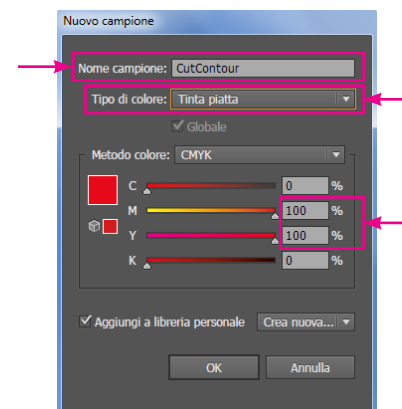 Nuovo campione
Nome campione: CutContour
Tipo di colore: Tinta piatta
Globale
Metodo colore: CMYK
C 0 %
M 100 %
Y 100 %
K 0 %
Aggiungi a libreria personale Crea nuova...
OK Annulla